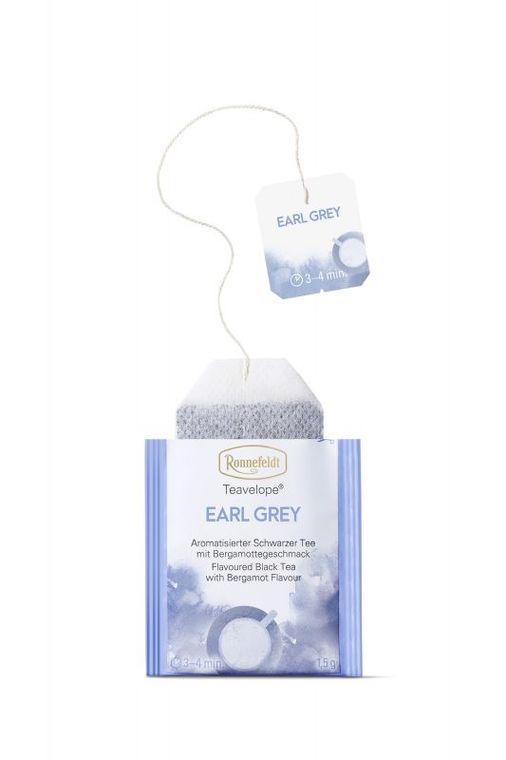 EARL GREY
3–4 min.
Ronnefeldt
Teavelope®
EARL GREY
Aromatisierter Schwarzer Tee
mit Bergamottegeschmack
Flavoured Black Tea
with Bergamot Flavour
3–4 min.
1,5 g